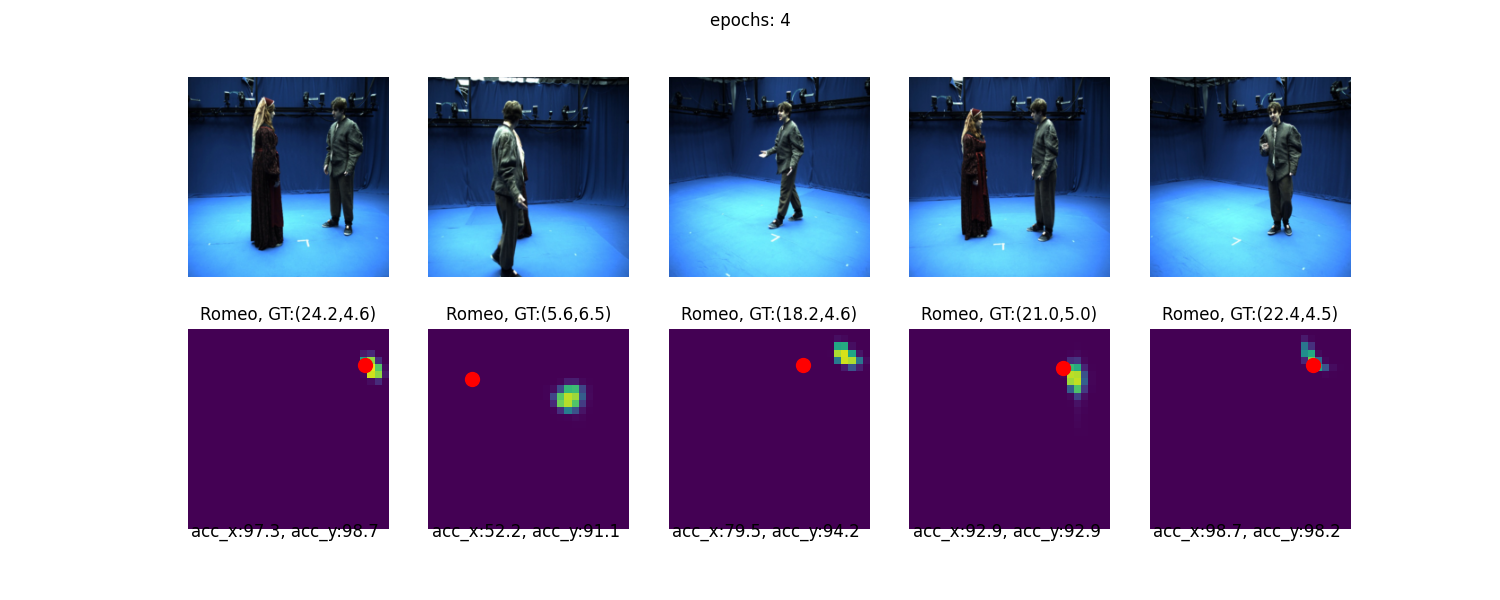 epochs: 4
Romeo, GT:(24.2,4.6)
Romeo, GT:(5.6,6.5)
Romeo, GT:(18.2,4.6)
Romeo, GT:(21.0,5.0)
Romeo, GT:(22.4,4.5)
acc_x:97.3, acc_y:98.7
acc_x:52.2, acc_y:91.1
acc_x:79.5, acc_y:94.2
acc_x:92.9, acc_y:92.9
acc_x:98.7, acc_y:98.2